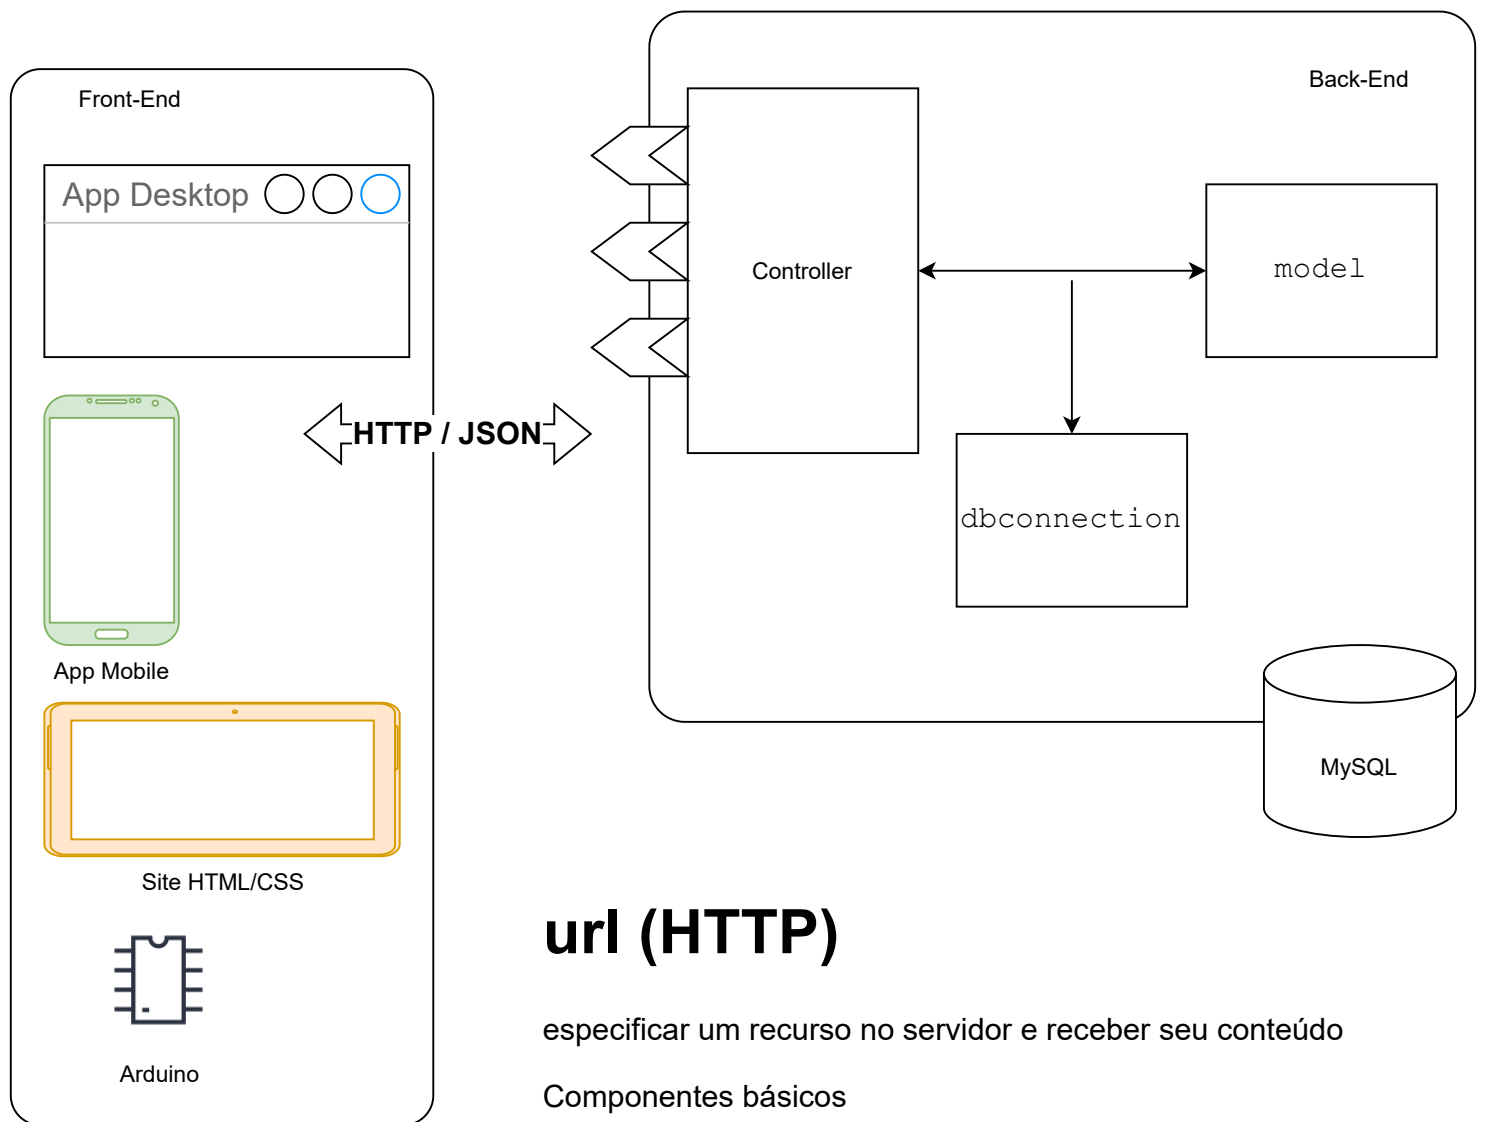 Front-End
App Desktop
App Mobile
Site HTML/CSS
Arduino
HTTP / JSON
Back-End
Controller
model
dbconnection
MySQL
url (HTTP)
especificar um recurso no servidor e receber seu conteúdo
Componentes básicos